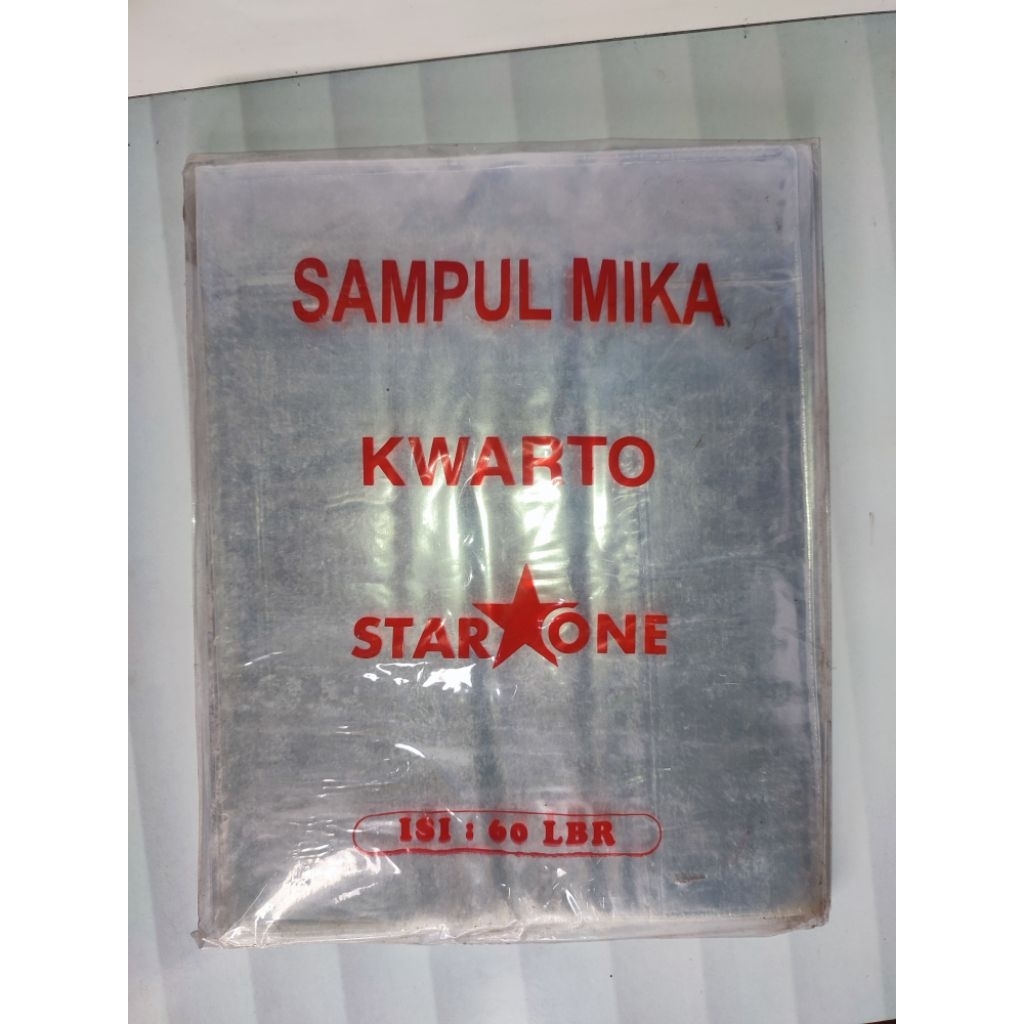 SAMPUL MIKA
KWARTO
STAR ONE
ISI : 60 LBR